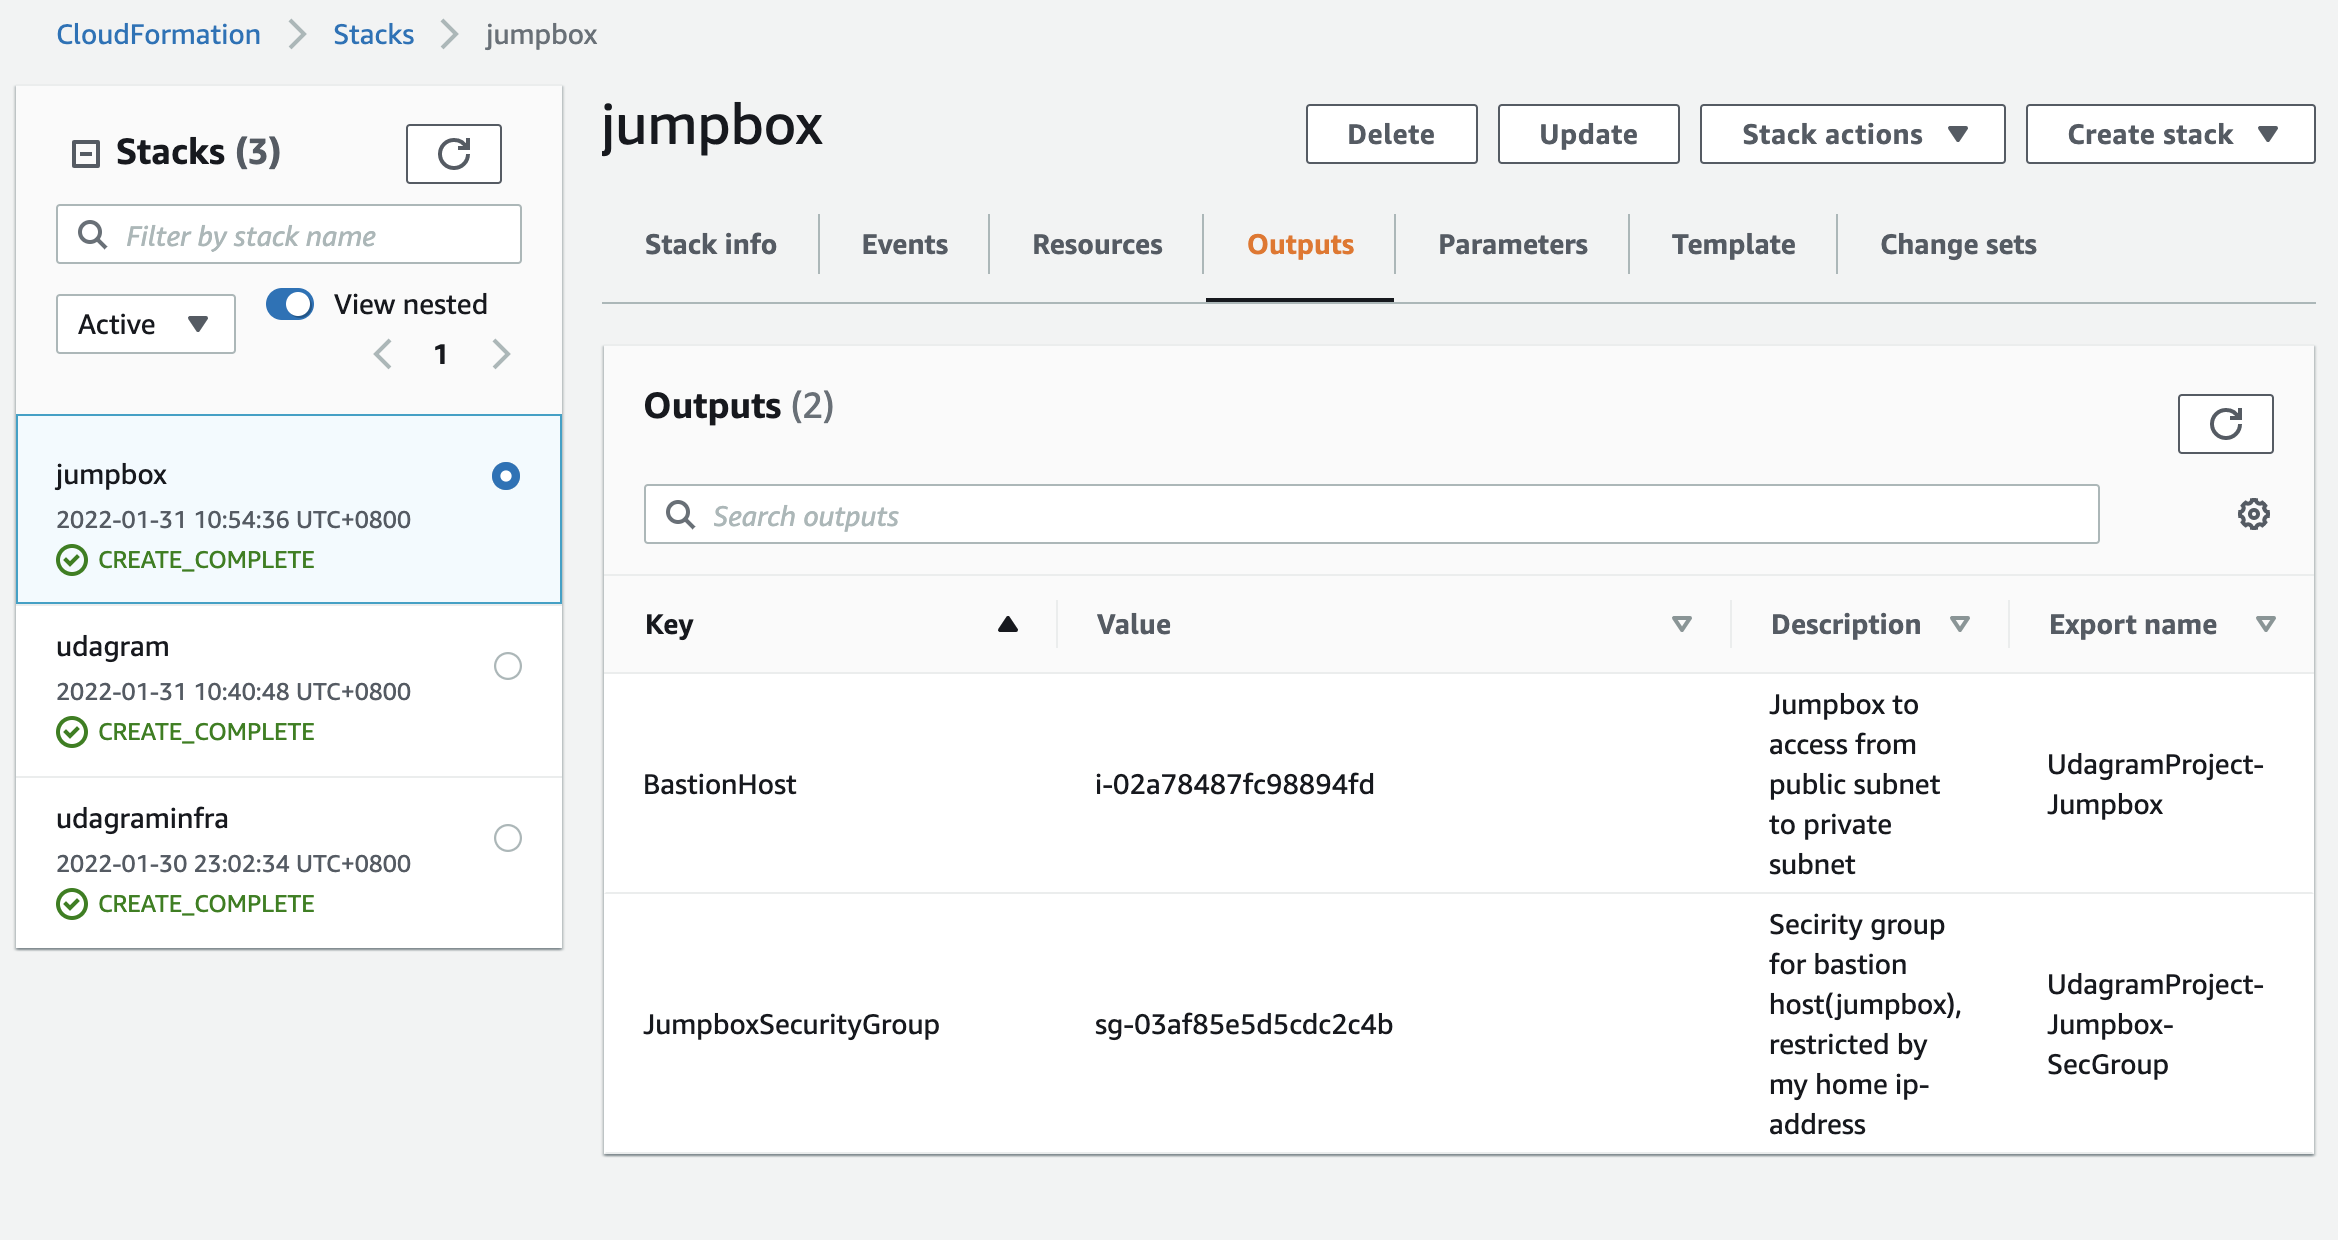 CloudFormation Stacks jumpbox
Stacks (3)
Filter by stack name
Active
View nested
1
jumpbox
2022-01-31 10:54:36 UTC+0800
CREATE_COMPLETE
udagram
2022-01-31 10:40:48 UTC+0800
CREATE_COMPLETE
udagraminfra
2022-01-30 23:02:34 UTC+0800
CREATE_COMPLETE
jumpbox
Delete Update Stack actions Create stack
Stack info Events Resources Outputs Parameters Template Change sets
Outputs (2)
Search outputs
Key Value Description Export name
BastionHost
i-02a78487fc98894fd
Jumpbox to
access from
public subnet
to private
subnet
UdagramProject-
Jumpbox
JumpboxSecurityGroup
sg-03af85e5d5cdc2c4b
Secirity group
for bastion
host(jumpbox),
restricted by
my home ip-
address
UdagramProject-
Jumpbox-
SecGroup